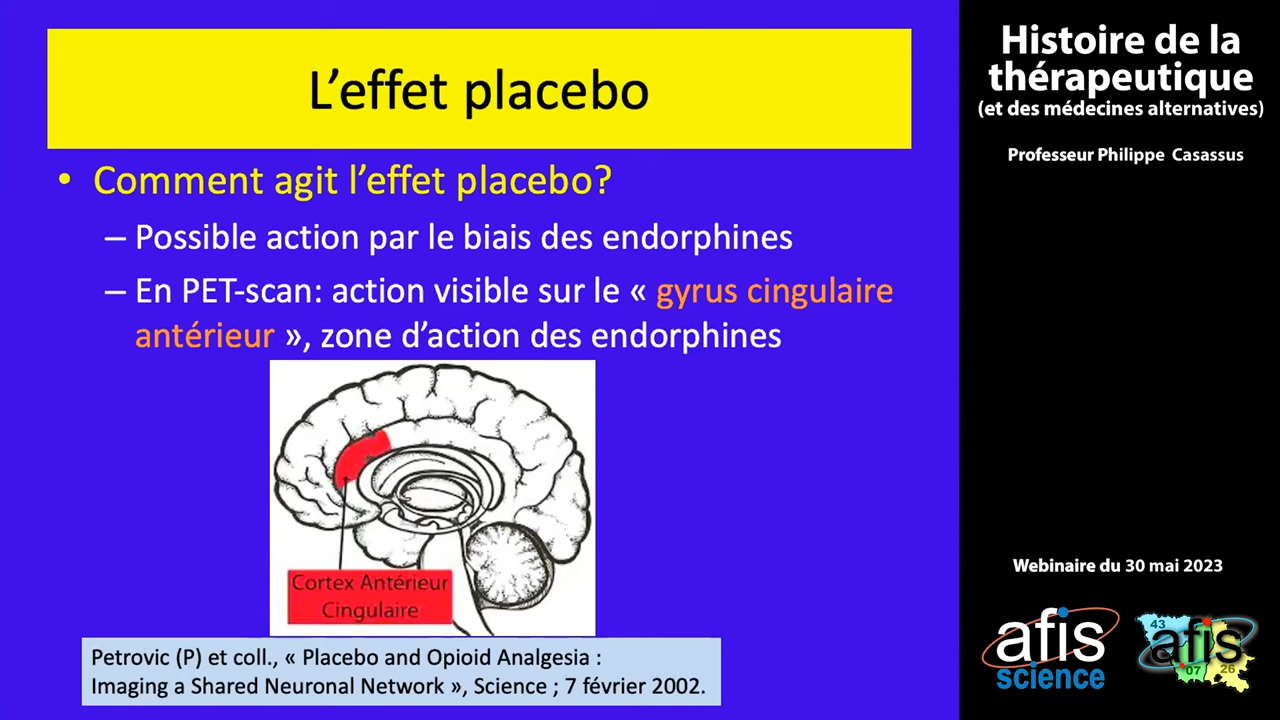 L’effet placebo
• Comment agit l’effet placebo?
– Possible action par le biais des endorphines
– En PET-scan: action visible sur le « gyrus cingulaire
antérieur », zone d’action des endorphines
Cortex Antérieur
Cingulaire
Petrovic (P) et coll., « Placebo and Opioid Analgesia :
Imaging a Shared Neuronal Network », Science ; 7 février 2002.
Histoire de la
thérapeutique
(et des médecines alternatives)
Professeur Philippe Casassus
Webinaire du 30 mai 2023
afis
science
43
afis
07
26